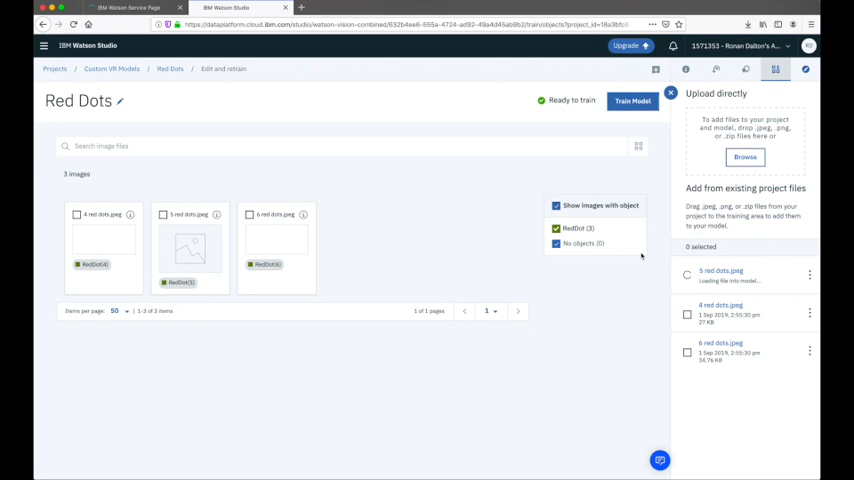 IBM Watson Service Page
IBM Watson Studio
https://dataplatform.cloud.ibm.com/studio/watson-vision-combined/632b4ee6-555a-4724-ad92-49a4d45ab9b2/train/objects?project_id=18a3bfc6
IBM Watson Studio
Upgrade
1571353 - Ronan Dalton's A...
RD
Projects / Custom VR Models / Red Dots / Edit and retrain
Red Dots
Ready to train
Train Model
Search image files
3 images
4 red dots.jpeg
5 red dots.jpeg
6 red dots.jpeg
RedDot(4)
RedDot(5)
RedDot(6)
Show images with object
RedDot (3)
No objects (0)
Items per page: 50 | 1-3 of 3 items
1 of 1 pages
1
Upload directly
To add files to your project
and model, drop .jpeg, .png,
or .zip files here or
Browse
Add from existing project files
Drag .jpeg, .png, or .zip files from your
project to the training area to add them
to your model.
0 selected
5 red dots.jpeg
Loading file into model...
4 red dots.jpeg
1 Sep 2019, 2:55:30 pm
27 KB
6 red dots.jpeg
1 Sep 2019, 2:55:30 pm
34.76 KB